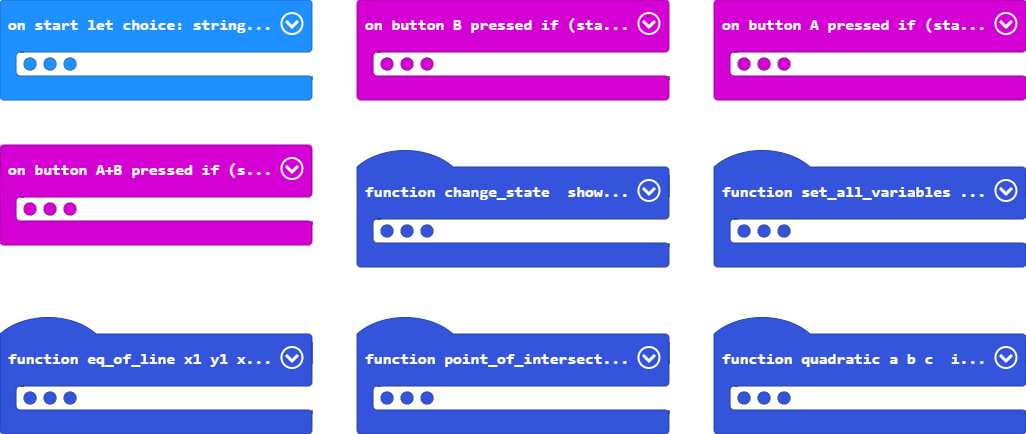 on start let choice: string...
on button B pressed if (sta...
on button A pressed if (sta...
on button A+B pressed if (s...
function change_state  show...
function set_all_variables ...
function eq_of_line x1 y1 x...
function point_of_intersect...
function quadratic a b c  i...